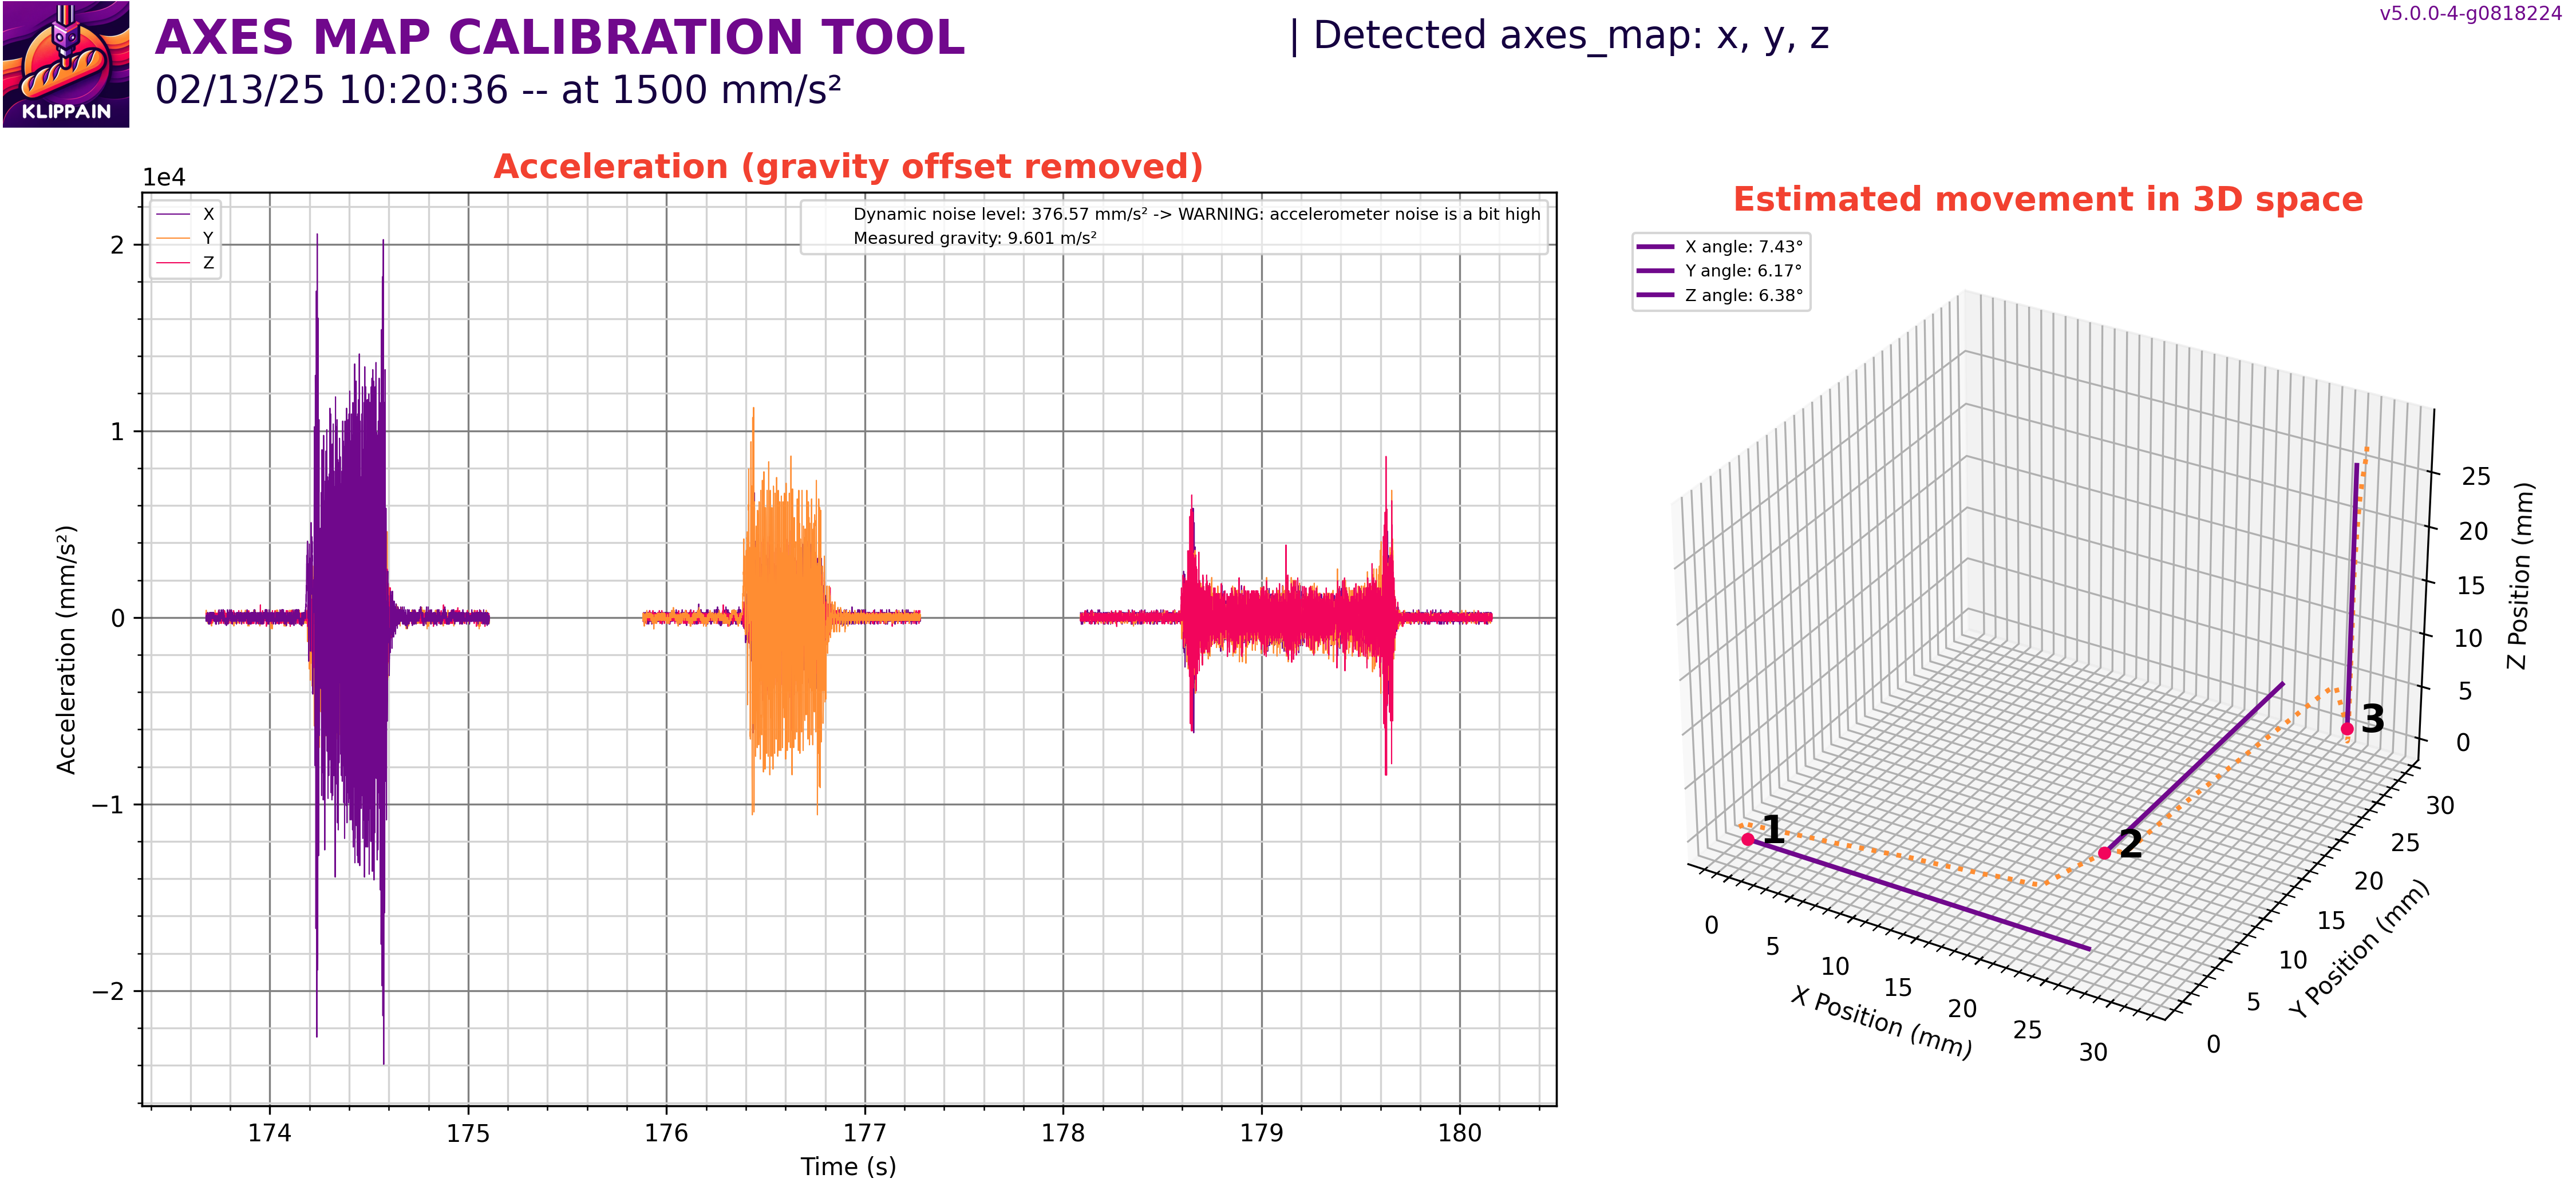 KLIPPAIN
AXES MAP CALIBRATION TOOL
02/13/25 10:20:36 -- at 1500 mm/s²
| Detected axes_map: x, y, z
v5.0.0-4-g0818224
Acceleration (gravity offset removed)
1e4
X
Y
Z
Dynamic noise level: 376.57 mm/s² -> WARNING: accelerometer noise is a bit high
Measured gravity: 9.601 m/s²
2
1
0
−1
−2
Acceleration (mm/s²)
174
175
176
177
178
179
180
Time (s)
Estimated movement in 3D space
X angle: 7.43°
Y angle: 6.17°
Z angle: 6.38°
1
2
3
0
5
10
15
20
25
30
X Position (mm)
0
5
10
15
20
25
30
Y Position (mm)
25
20
15
10
5
0
Z Position (mm)